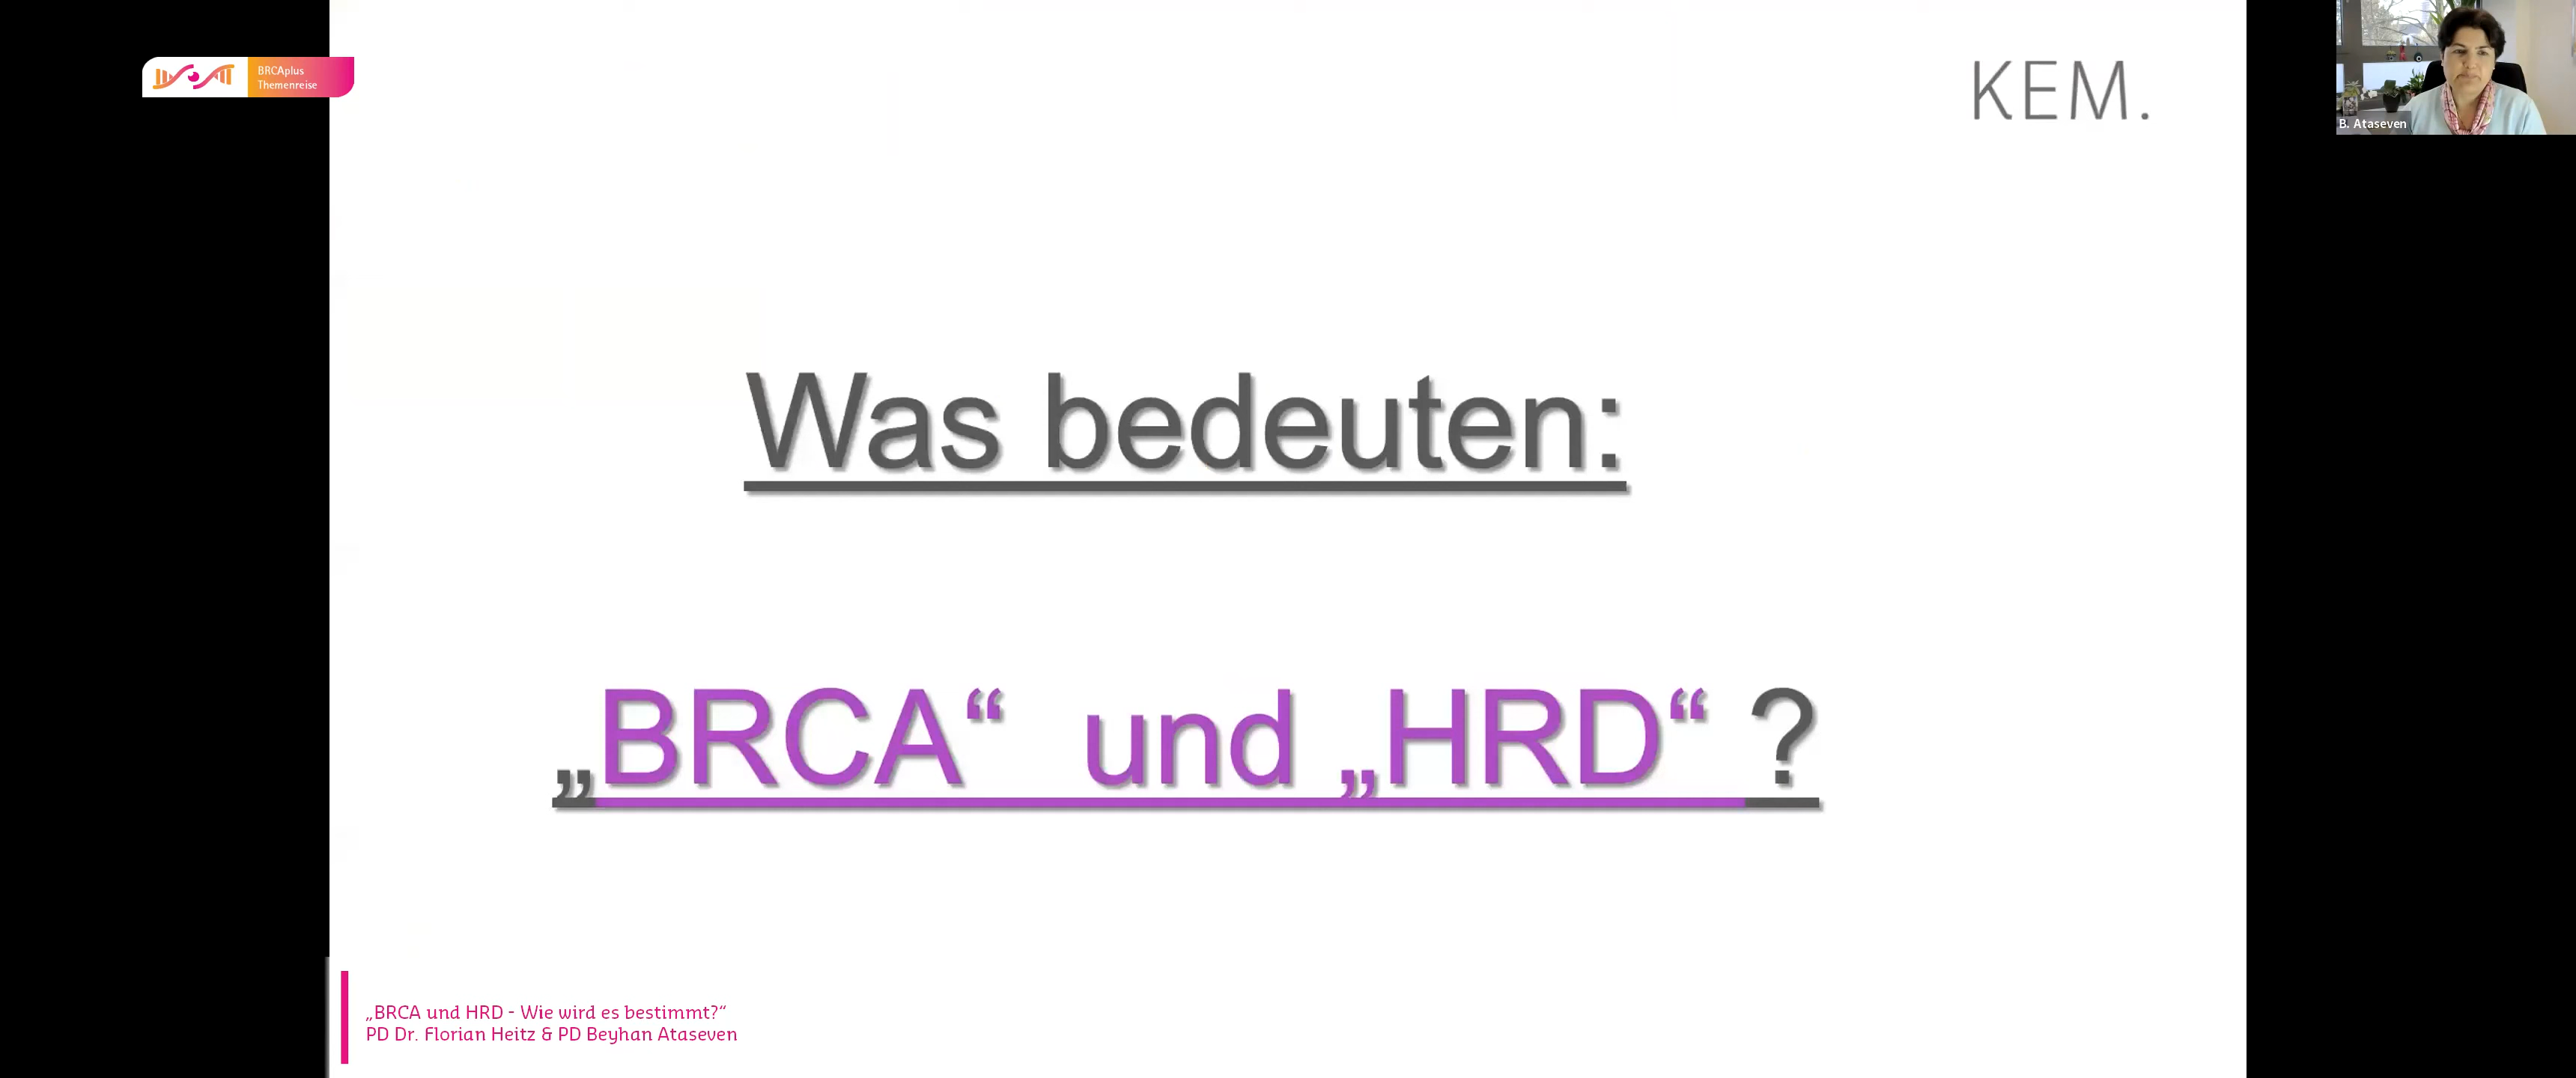 BRCAplus
Themenreise
KEM.
B. Ataseven
Was bedeuten:
„BRCA“ und „HRD“ ?
„BRCA und HRD - Wie wird es bestimmt?“
PD Dr. Florian Heitz & PD Beyhan Ataseven